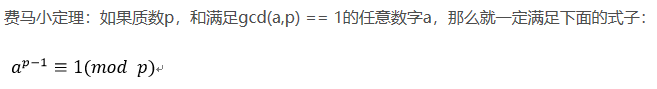 费马小定理：如果质数p，和满足gcd(a,p) == 1的任意数字a，那么就一定满足下面的式子：
a^{p−1} ≡ 1(mod p)↵